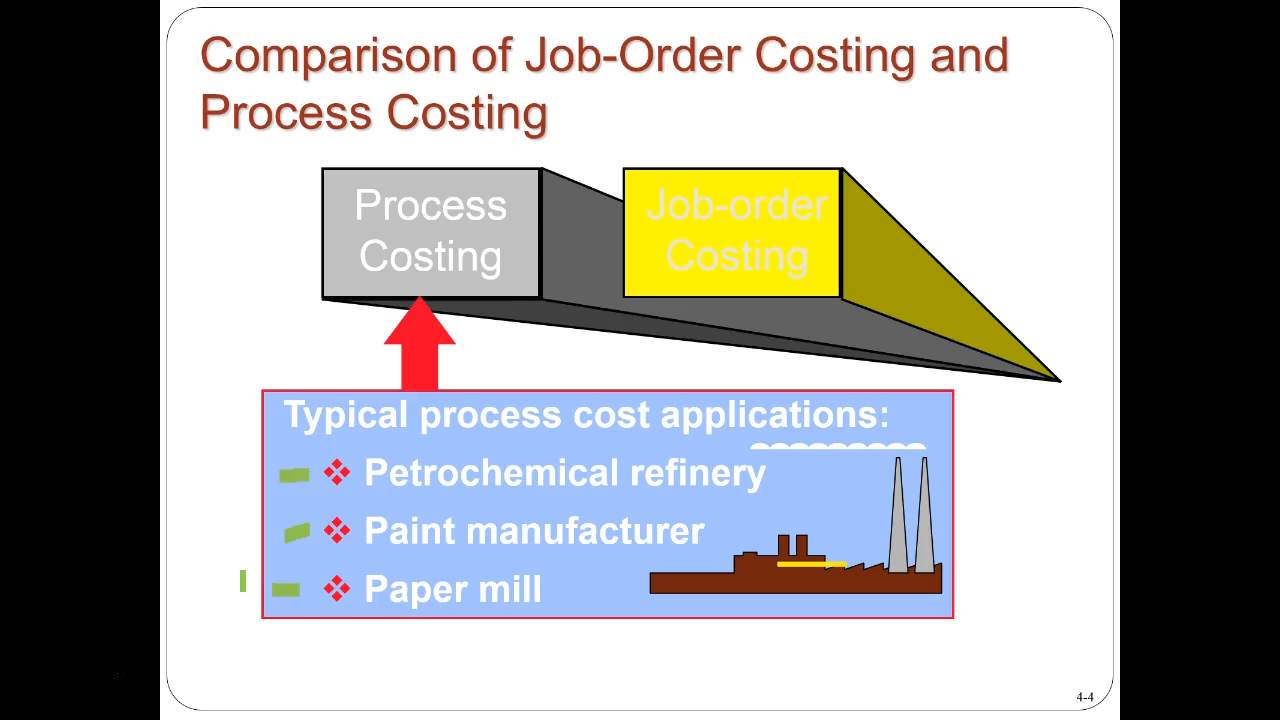 Comparison of Job-Order Costing and
Process Costing
Process
Costing
Job-order
Costing
Typical process cost applications:
❖ Petrochemical refinery
❖ Paint manufacturer
❖ Paper mill
4-4